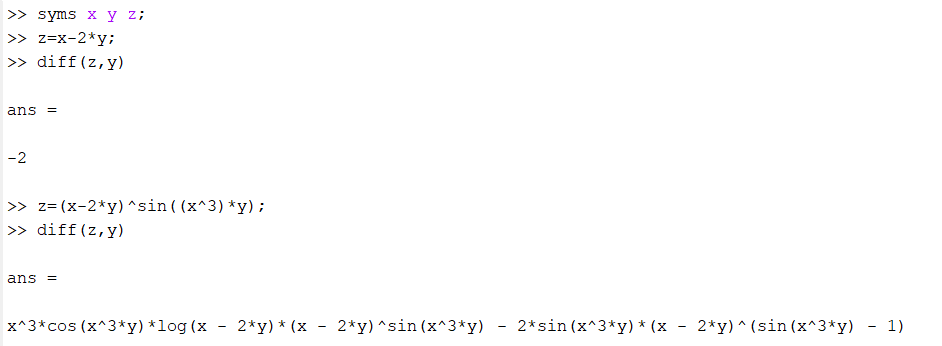 >> syms x y z;
>> z=x-2*y;
>> diff(z,y)
ans =
-2
>> z=(x-2*y)^sin((x^3)*y);
>> diff(z,y)
ans =
x^3*cos(x^3*y)*log(x - 2*y)*(x - 2*y)^sin(x^3*y) - 2*sin(x^3*y)*(x - 2*y)^(sin(x^3*y) - 1)